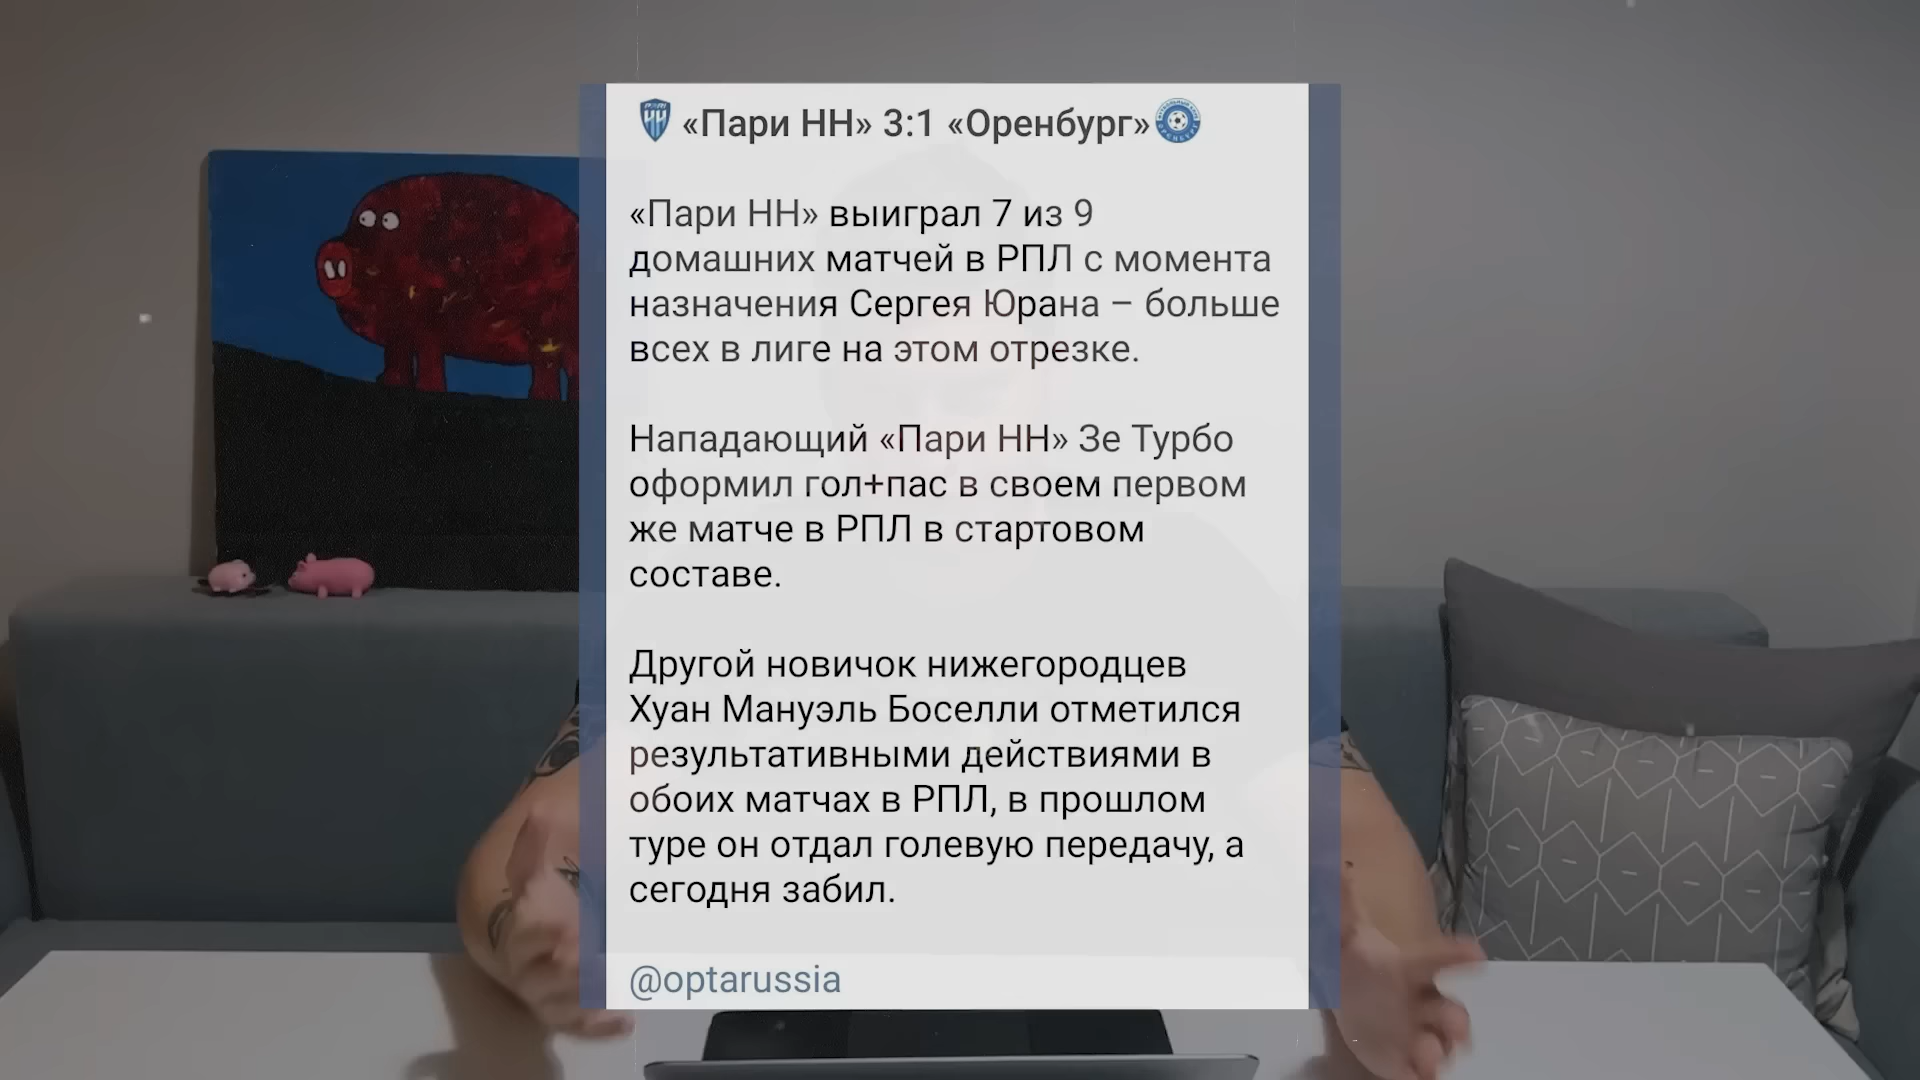 «Пари НН» 3:1 «Оренбург»
«Пари НН» выиграл 7 из 9
домашних матчей в РПЛ с момента
назначения Сергея Юрана – больше
всех в лиге на этом отрезке.
Нападающий «Пари НН» Зе Турбо
оформил гол+пас в своем первом
же матче в РПЛ в стартовом
составе.
Другой новичок нижегородцев
Хуан Мануэль Боселли отметился
результативными действиями в
обоих матчах в РПЛ, в прошлом
туре он отдал голевую передачу, а
сегодня забил.
@optarussia